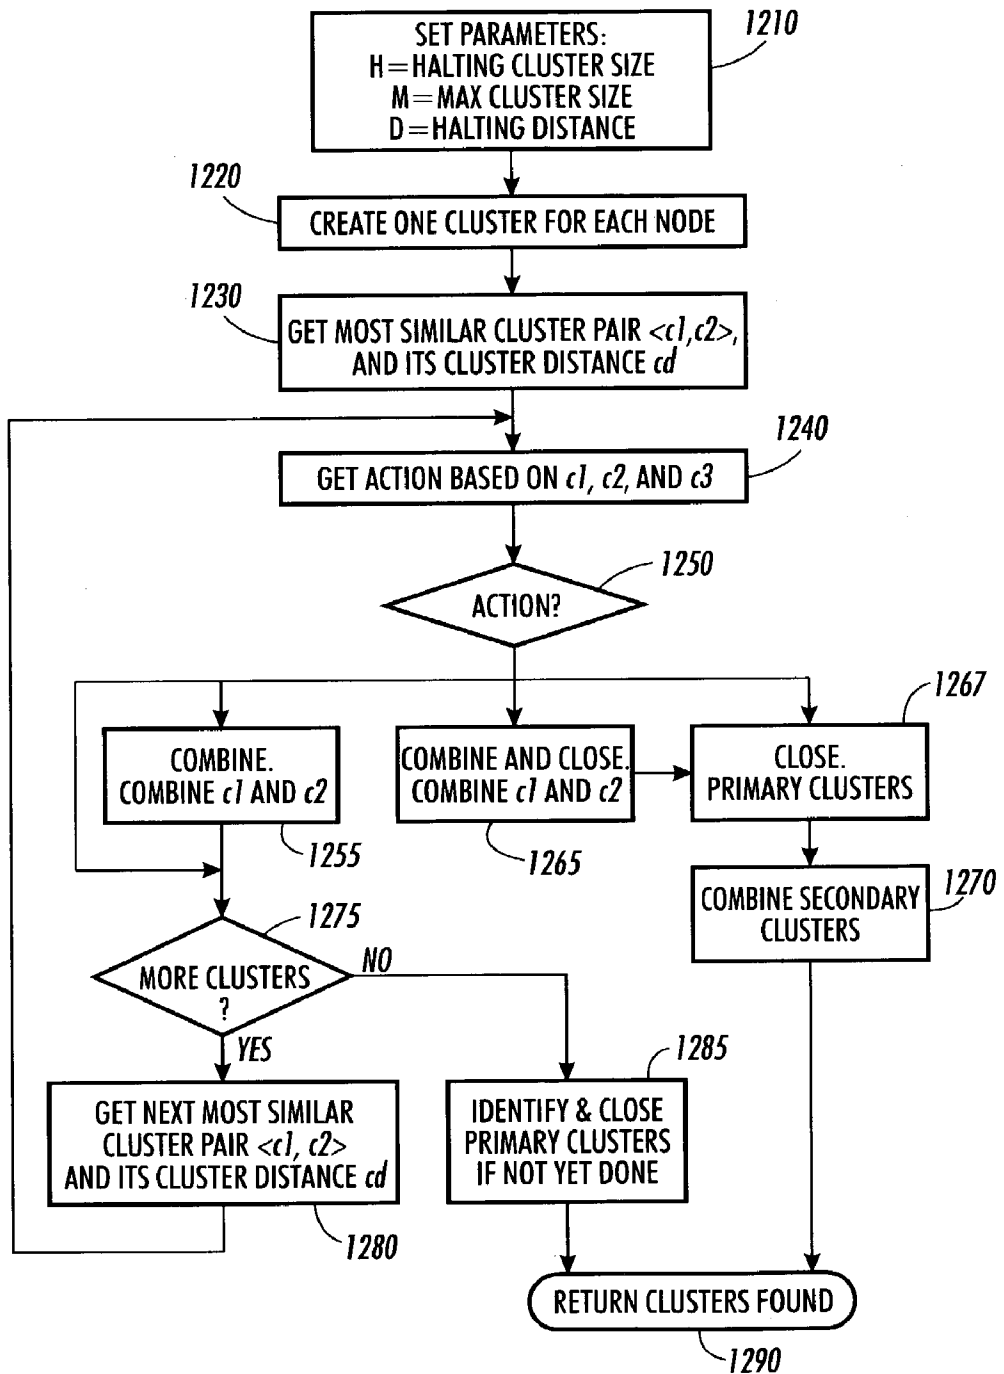 1210
SET PARAMETERS:
H=HALTING CLUSTER SIZE
M=MAX CLUSTER SIZE
D=HALTING DISTANCE
1220
CREATE ONE CLUSTER FOR EACH NODE
1230
GET MOST SIMILAR CLUSTER PAIR <c1,c2>,
AND ITS CLUSTER DISTANCE cd
1240
GET ACTION BASED ON c1, c2, AND c3
1250
ACTION?
1267
COMBINE.
COMBINE c1 AND c2
1255
COMBINE AND CLOSE.
COMBINE c1 AND c2
1265
CLOSE.
PRIMARY CLUSTERS
1270
COMBINE SECONDARY
CLUSTERS
1275
MORE CLUSTERS
?
NO
YES
1280
GET NEXT MOST SIMILAR
CLUSTER PAIR <c1, c2>
AND ITS CLUSTER DISTANCE cd
1285
IDENTIFY & CLOSE
PRIMARY CLUSTERS
IF NOT YET DONE
RETURN CLUSTERS FOUND
1290